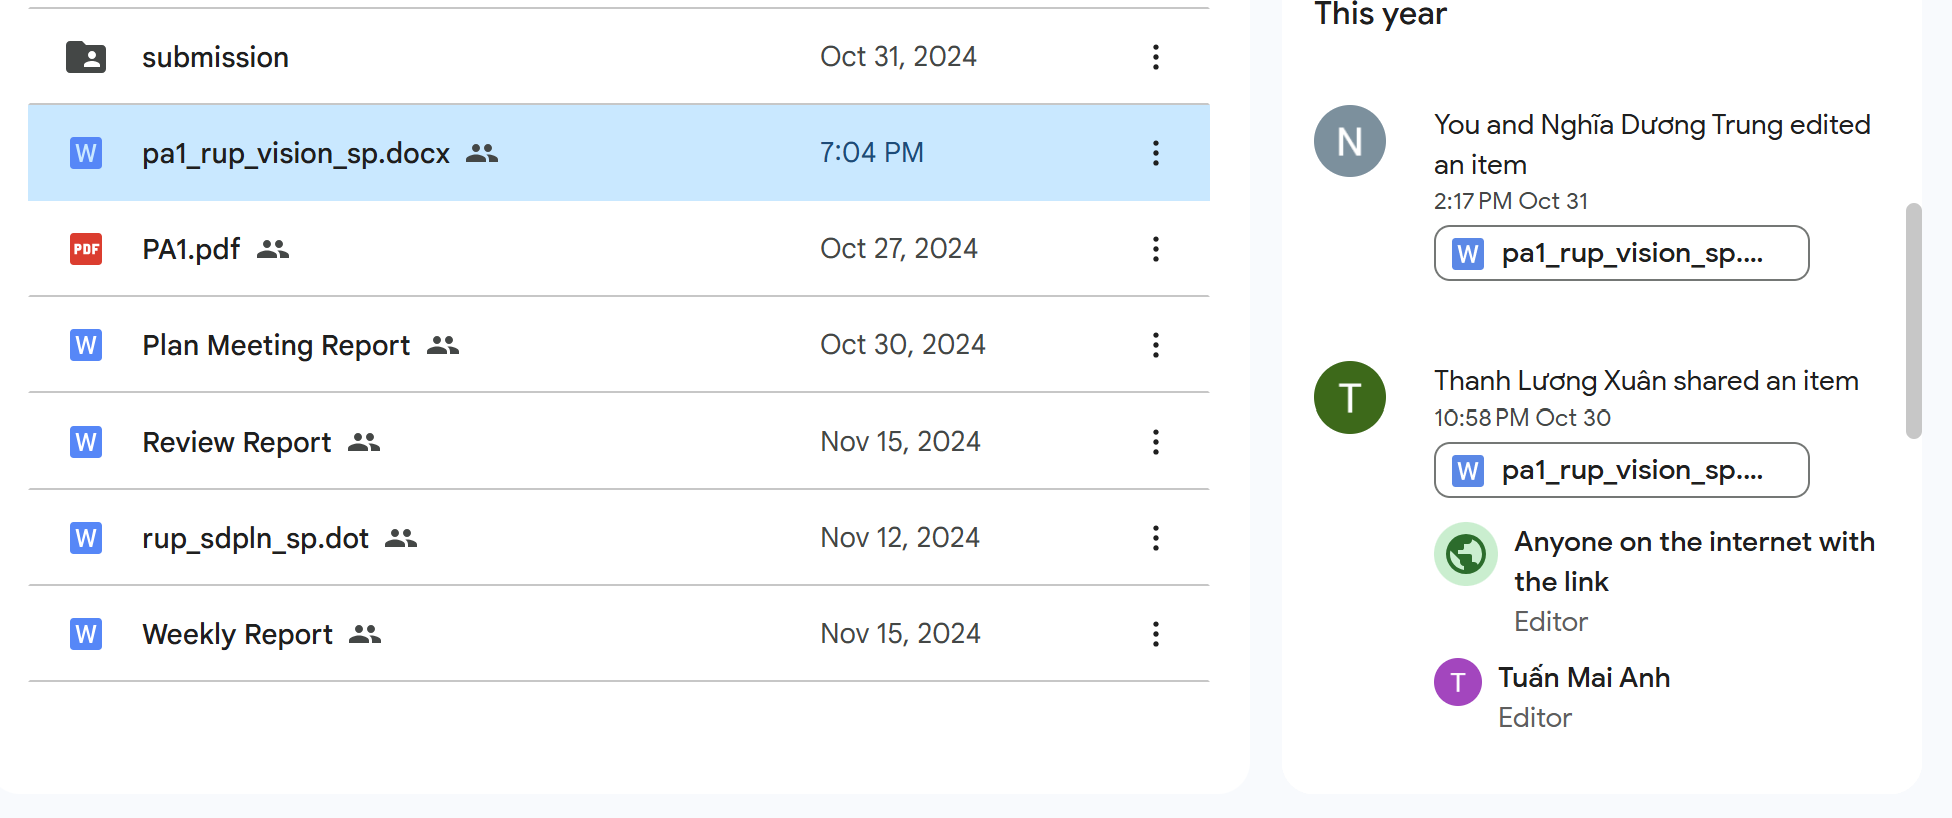 submission Oct 31, 2024
W pa1_rup_vision_sp.docx 7:04 PM
PDF PA1.pdf Oct 27, 2024
W Plan Meeting Report Oct 30, 2024
W Review Report Nov 15, 2024
W rup_sdpln_sp.dot Nov 12, 2024
W Weekly Report Nov 15, 2024
This year
N
You and Nghĩa Dương Trung edited
an item
2:17 PM Oct 31
W pa1_rup_vision_sp....
T
Thanh Lương Xuân shared an item
10:58 PM Oct 30
W pa1_rup_vision_sp....
Anyone on the internet with
the link
Editor
T
Tuấn Mai Anh
Editor